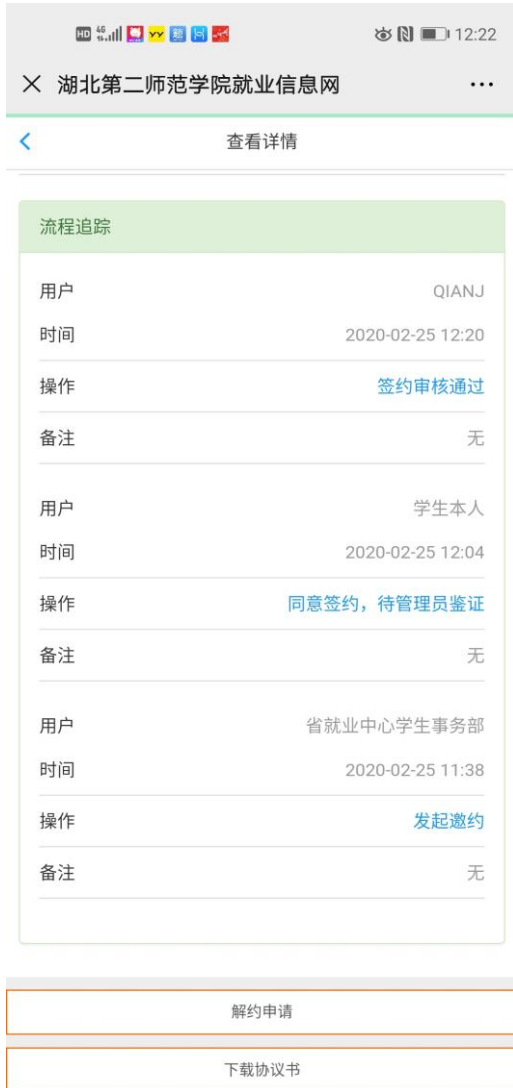 HD 4G 12:22
湖北第二师范学院就业信息网
查看详情
流程追踪
用户 QIANJ
时间 2020-02-25 12:20
操作 签约审核通过
备注 无
用户 学生本人
时间 2020-02-25 12:04
操作 同意签约，待管理员鉴证
备注 无
用户 省就业中心学生事务部
时间 2020-02-25 11:38
操作 发起邀约
备注 无
解约申请
下载协议书